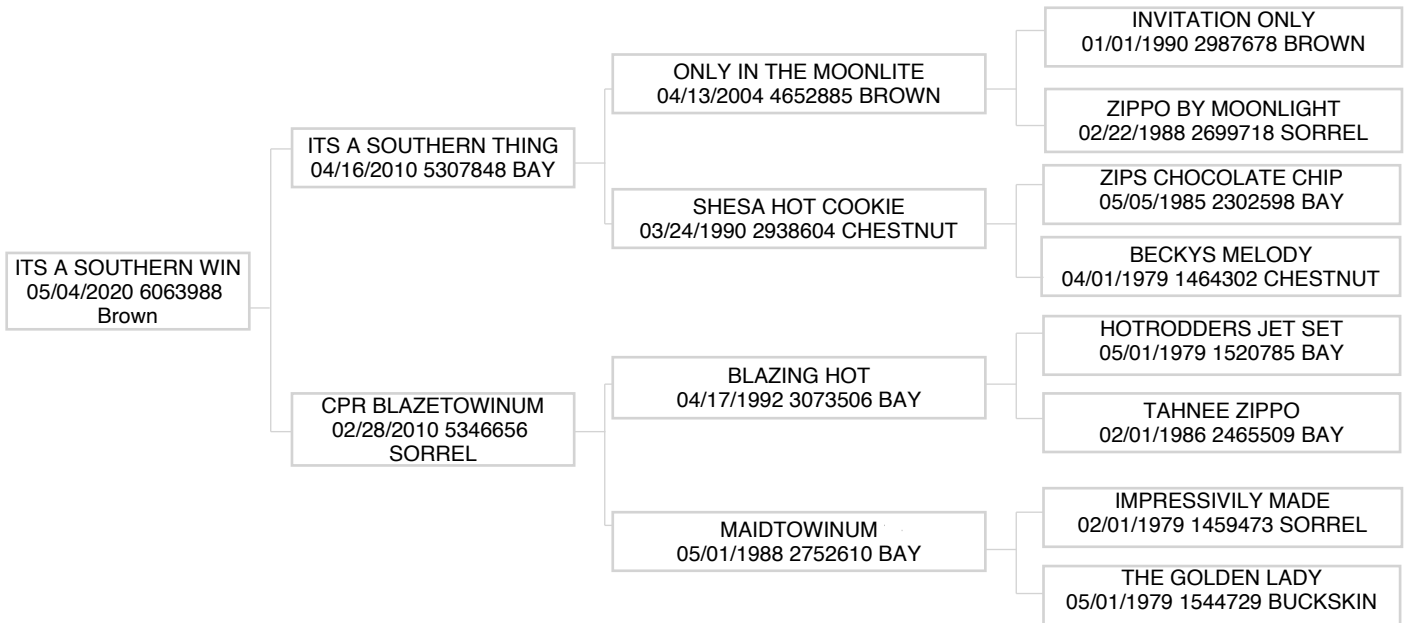 ITS A SOUTHERN WIN
05/04/2020 6063988
Brown
ITS A SOUTHERN THING
04/16/2010 5307848 BAY
CPR BLAZETOWINUM
02/28/2010 5346656
SORREL
ONLY IN THE MOONLITE
04/13/2004 4652885 BROWN
SHESA HOT COOKIE
03/24/1990 2938604 CHESTNUT
BLAZING HOT
04/17/1992 3073506 BAY
MAIDTOWINUM
05/01/1988 2752610 BAY
INVITATION ONLY
01/01/1990 2987678 BROWN
ZIPPO BY MOONLIGHT
02/22/1988 2699718 SORREL
ZIPS CHOCOLATE CHIP
05/05/1985 2302598 BAY
BECKYS MELODY
04/01/1979 1464302 CHESTNUT
HOTRODDERS JET SET
05/01/1979 1520785 BAY
TAHNEE ZIPPO
02/01/1986 2465509 BAY
IMPRESSIVILY MADE
02/01/1979 1459473 SORREL
THE GOLDEN LADY
05/01/1979 1544729 BUCKSKIN